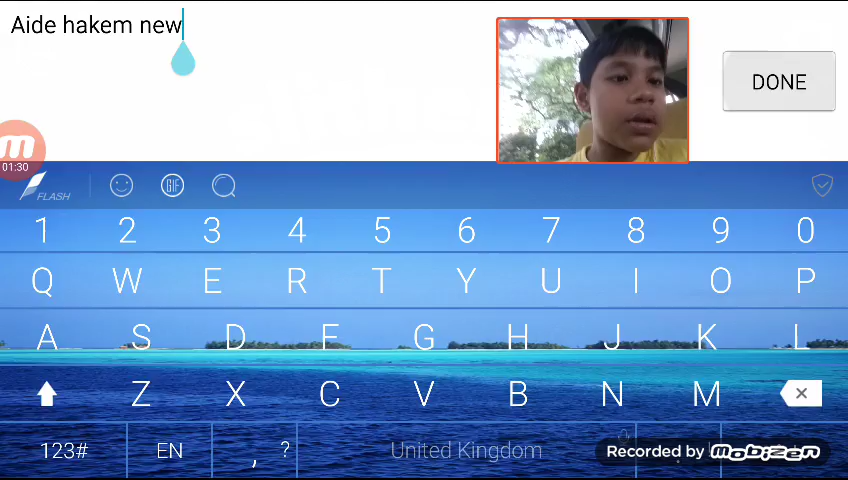 Aide hakem new
DONE
01:30
FLASH
GIF
1 2 3 4 5 6 7 8 9 0
Q W E R T Y U I O P
A S D F G H J K L
Z X C V B N M
123# EN , ? United Kingdom
Recorded by mobizen